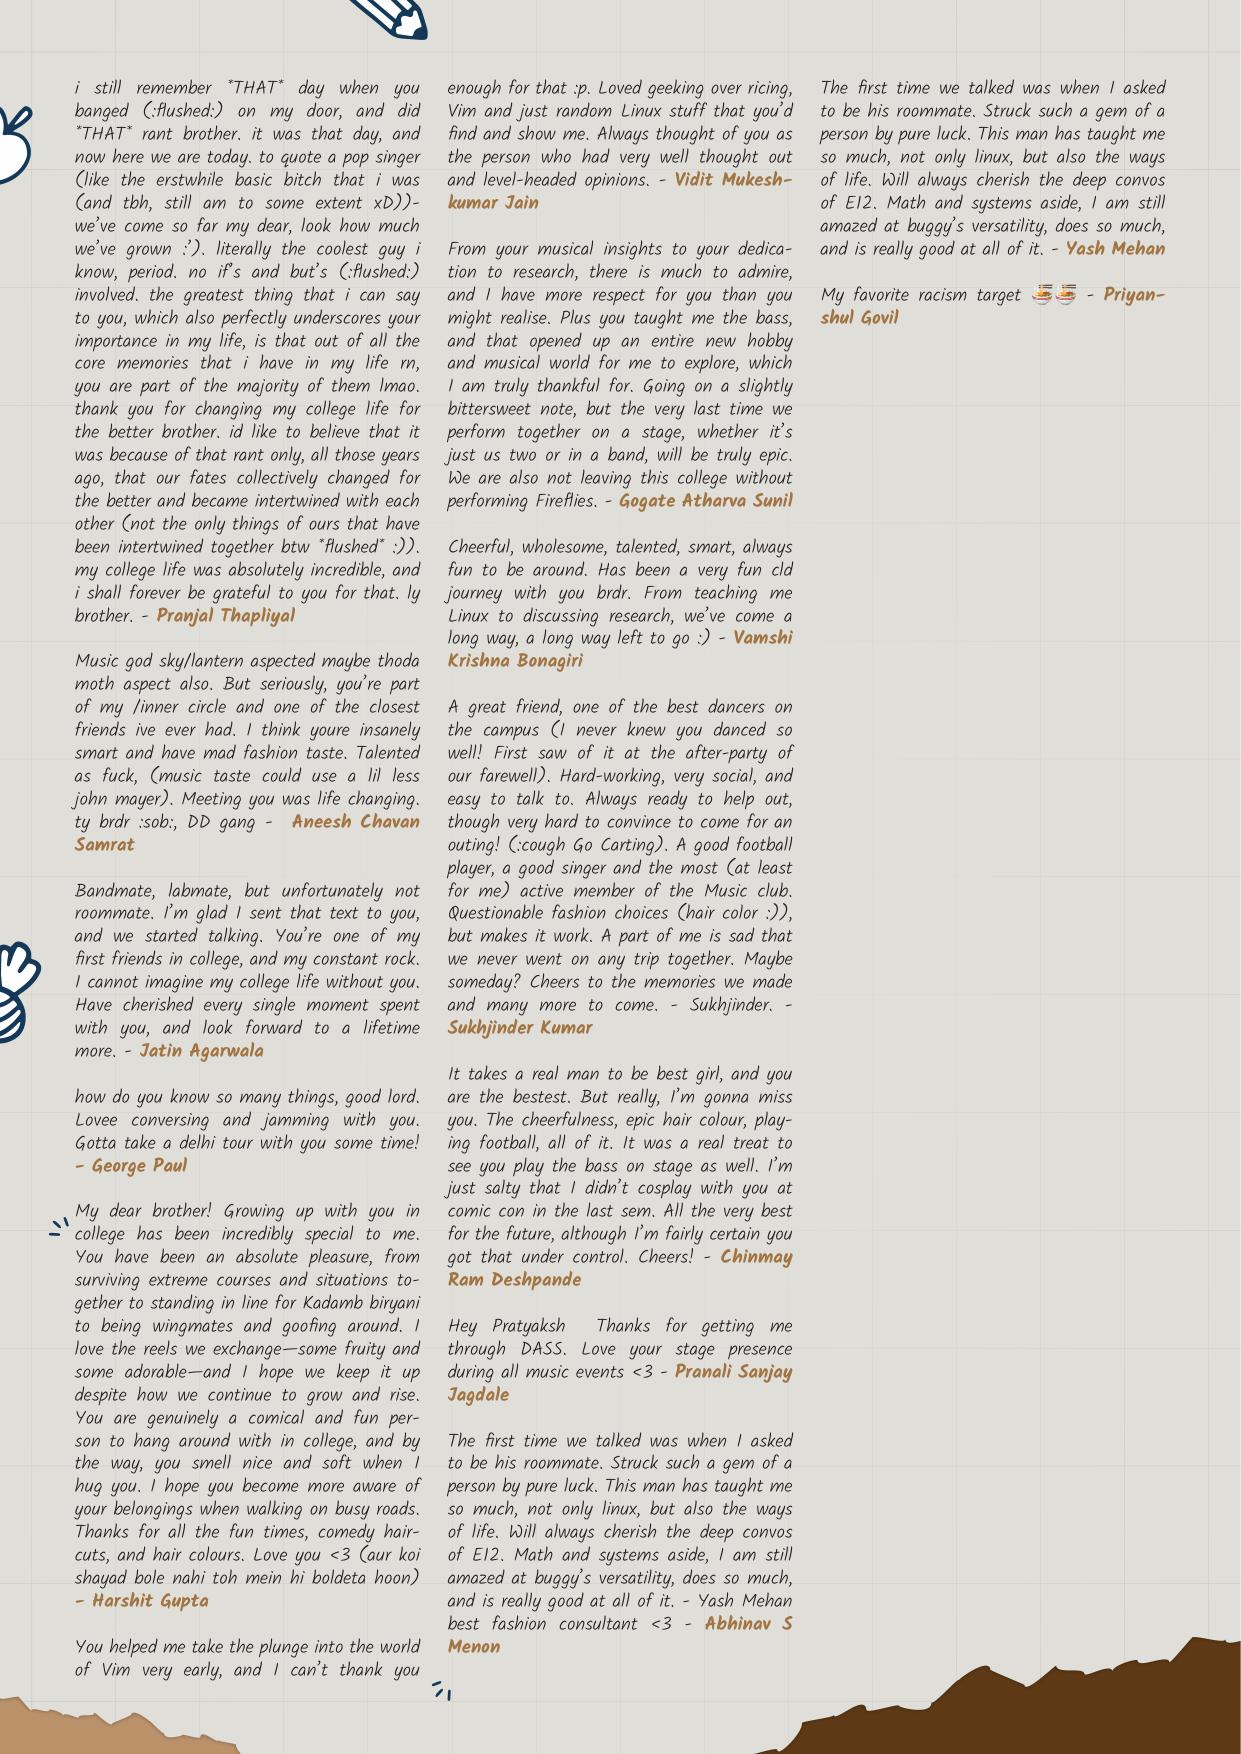 i still remember *THAT* day when you
banged (:flushed:) on my door, and did
*THAT* rant brother. it was that day, and
now here we are today. to quote a pop singer
(like the erstwhile basic bitch that i was
(and tbh, still am to some extent xD))-
we've come so far my dear, look how much
we've grown :'). literally the coolest guy i
know, period. no if's and but's (:flushed:)
involved. the greatest thing that i can say
to you, which also perfectly underscores your
importance in my life, is that out of all the
core memories that i have in my life rn,
you are part of the majority of them lmao.
thank you for changing my college life for
the better brother. id like to believe that it
was because of that rant only, all those years
ago, that our fates collectively changed for
the better and became intertwined with each
other (not the only things of ours that have
been intertwined together btw *flushed* :)).
my college life was absolutely incredible, and
i shall forever be grateful to you for that. ly
brother. - Pranjal Thapliyal
Music god sky/lantern aspected maybe thoda
moth aspect also. But seriously, you're part
of my /inner circle and one of the closest
friends ive ever had. I think youre insanely
smart and have mad fashion taste. Talented
as fuck, (music taste could use a lil less
john mayer). Meeting you was life changing.
ty brdr :sob:, DD gang - Aneesh Chavan
Samrat
Bandmate, labmate, but unfortunately not
roommate. I'm glad I sent that text to you,
and we started talking. You're one of my
first friends in college, and my constant rock.
I cannot imagine my college life without you.
Have cherished every single moment spent
with you, and look forward to a lifetime
more. - Jatin Agarwala
how do you know so many things, good lord.
Lovee conversing and jamming with you.
Gotta take a delhi tour with you some time!
- George Paul
My dear brother! Growing up with you in
college has been incredibly special to me.
You have been an absolute pleasure, from
surviving extreme courses and situations to-
gether to standing in line for Kadamb biryani
to being wingmates and goofing around. I
love the reels we exchange—some fruity and
some adorable—and I hope we keep it up
despite how we continue to grow and rise.
You are genuinely a comical and fun per-
son to hang around with in college, and by
the way, you smell nice and soft when I
hug you. I hope you become more aware of
your belongings when walking on busy roads.
Thanks for all the fun times, comedy hair-
cuts, and hair colours. Love you <3 (aur koi
shayad bole nahi toh mein hi boldeta hoon)
- Harshit Gupta
You helped me take the plunge into the world
of Vim very early, and I can't thank you
enough for that :p. Loved geeking over ricing,
Vim and just random Linux stuff that you'd
find and show me. Always thought of you as
the person who had very well thought out
and level-headed opinions. - Vidit Mukesh-
kumar Jain
From your musical insights to your dedica-
tion to research, there is much to admire,
and I have more respect for you than you
might realise. Plus you taught me the bass,
and that opened up an entire new hobby
and musical world for me to explore, which
I am truly thankful for. Going on a slightly
bittersweet note, but the very last time we
perform together on a stage, whether it's
just us two or in a band, will be truly epic.
We are also not leaving this college without
performing Fireflies. - Gogate Atharva Sunil
Cheerful, wholesome, talented, smart, always
fun to be around. Has been a very fun cld
journey with you brdr. From teaching me
Linux to discussing research, we've come a
long way, a long way left to go :) - Vamshi
Krishna Bonagiri
A great friend, one of the best dancers on
the campus (I never knew you danced so
well! First saw of it at the after-party of
our farewell). Hard-working, very social, and
easy to talk to. Always ready to help out,
though very hard to convince to come for an
outing! (:cough Go Carting). A good football
player, a good singer and the most (at least
for me) active member of the Music club.
Questionable fashion choices (hair color :)),
but makes it work. A part of me is sad that
we never went on any trip together. Maybe
someday? Cheers to the memories we made
and many more to come. - Sukhjinder. -
Sukhjinder Kumar
It takes a real man to be best girl, and you
are the bestest. But really, I'm gonna miss
you. The cheerfulness, epic hair colour, play-
ing football, all of it. It was a real treat to
see you play the bass on stage as well. I'm
just salty that I didn't cosplay with you at
comic con in the last sem. All the very best
for the future, although I'm fairly certain you
got that under control. Cheers! - Chinmay
Ram Deshpande
Hey Pratyaksh Thanks for getting me
through DASS. Love your stage presence
during all music events <3 - Pranali Sanjay
Jagdale
The first time we talked was when I asked
to be his roommate. Struck such a gem of a
person by pure luck. This man has taught me
so much, not only linux, but also the ways
of life. Will always cherish the deep convos
of E12. Math and systems aside, I am still
amazed at buggy's versatility, does so much,
and is really good at all of it. - Yash Mehan
best fashion consultant <3 - Abhinav S
Menon
The first time we talked was when I asked
to be his roommate. Struck such a gem of a
person by pure luck. This man has taught me
so much, not only linux, but also the ways
of life. Will always cherish the deep convos
of E12. Math and systems aside, I am still
amazed at buggy's versatility, does so much,
and is really good at all of it. - Yash Mehan
My favorite racism target 🍜🍜 - Priyan-
shul Govil